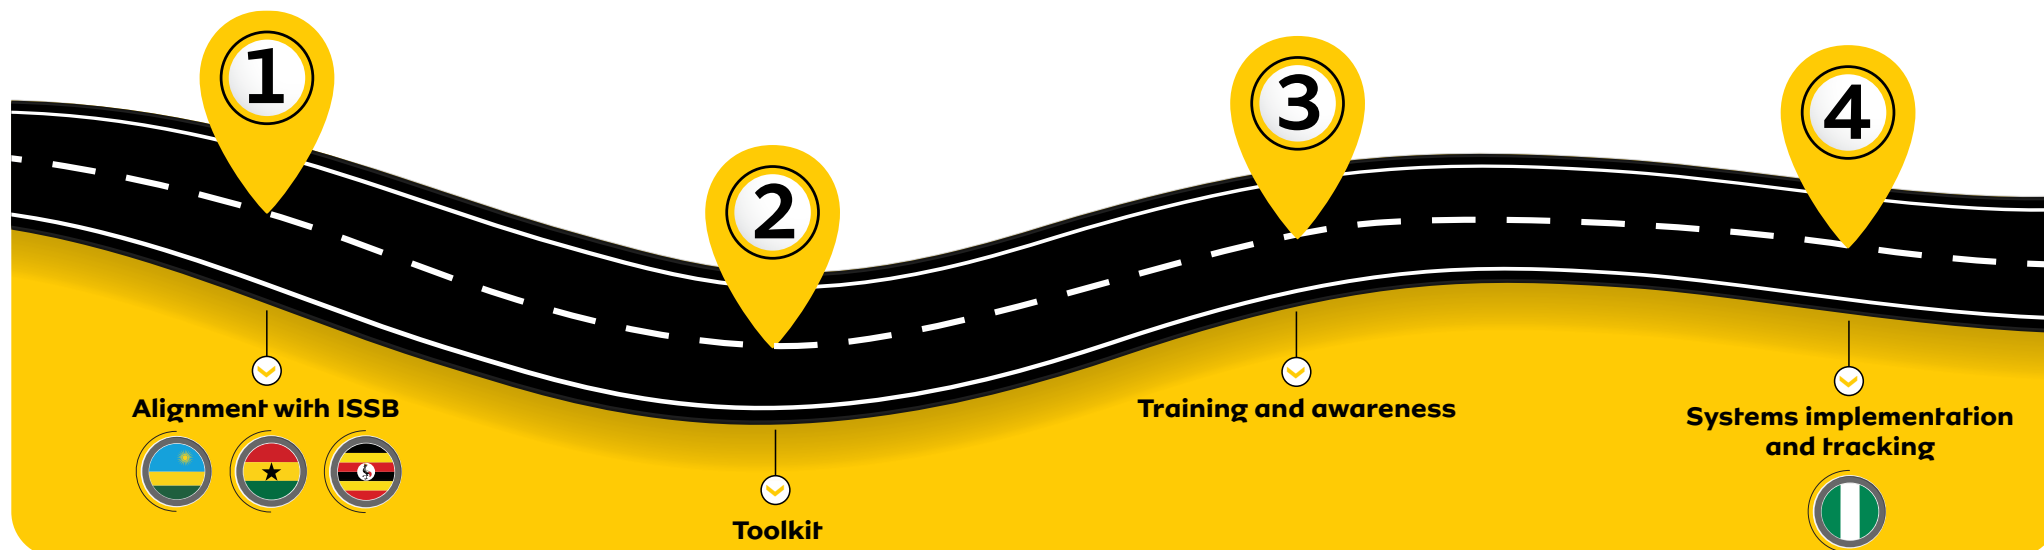 1
2
3
4
Alignment with ISSB
Toolkit
Training and awareness
Systems implementation
and tracking